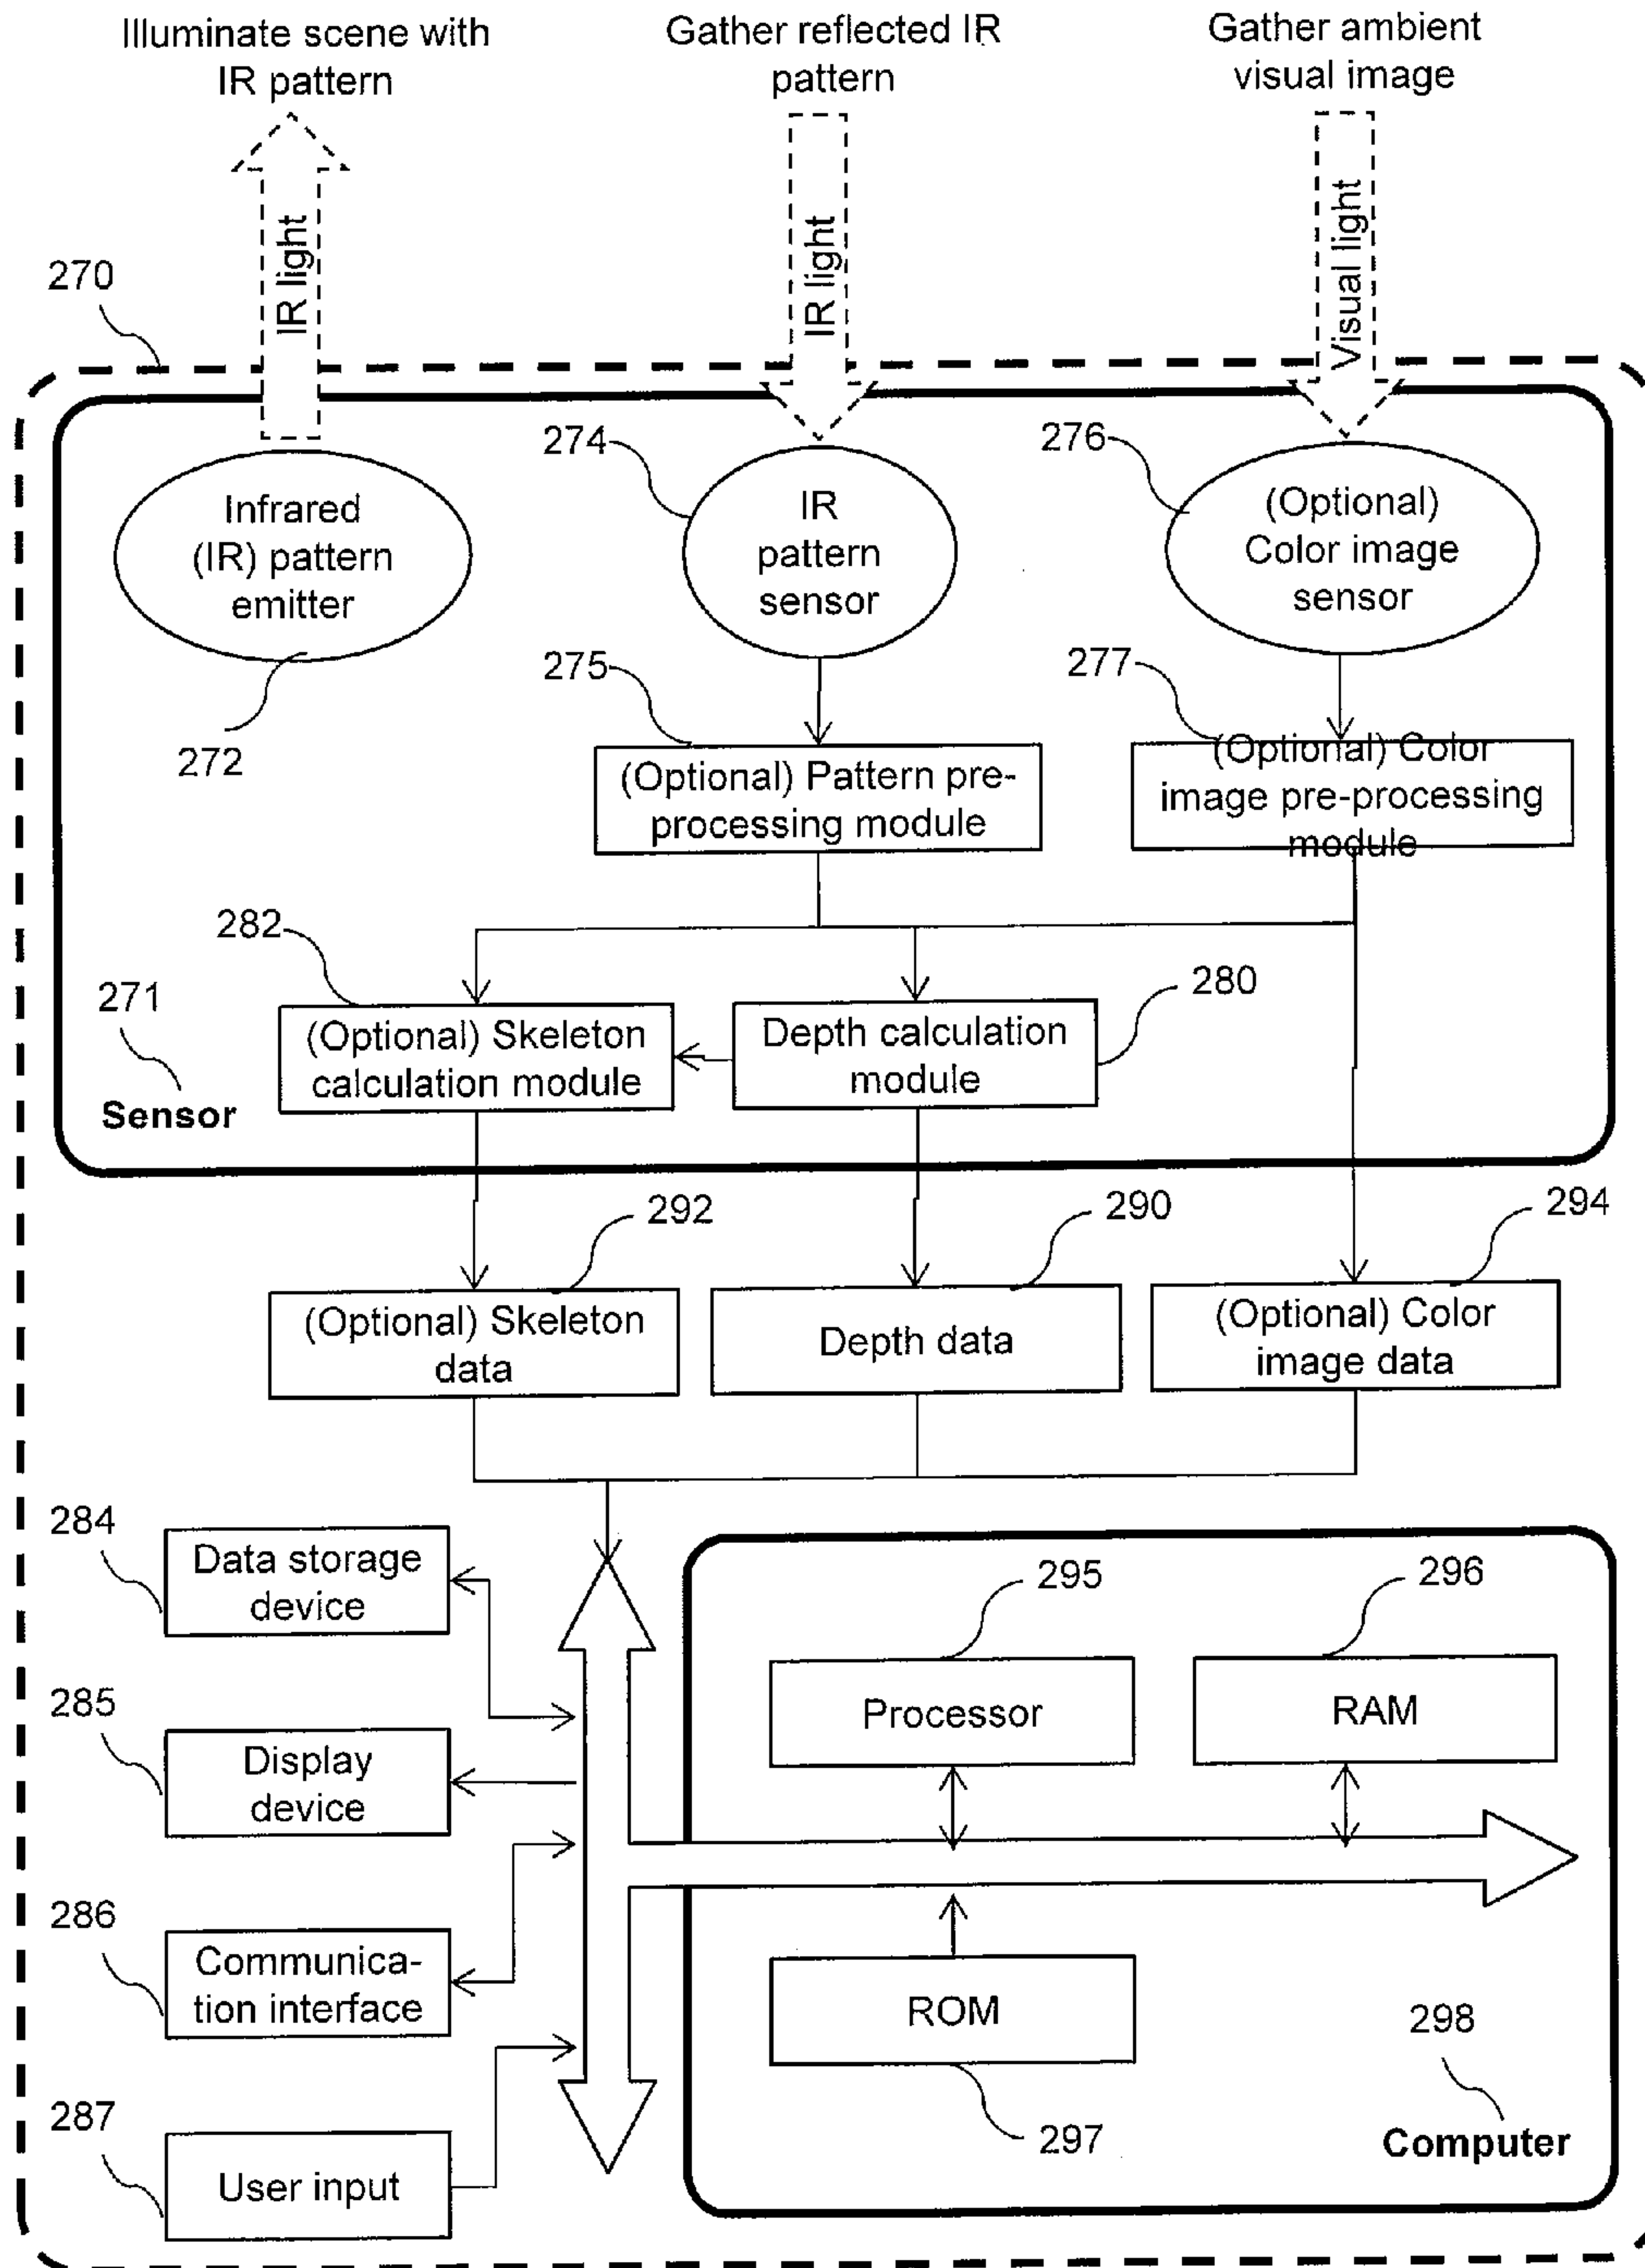 Illuminate scene with
IR pattern
Gather reflected IR
pattern
Gather ambient
visual image
IR light
IR light
Visual light
270
274
276
Infrared
(IR) pattern
emitter
IR
pattern
sensor
(Optional)
Color image
sensor
272
275
277
(Optional) Pattern pre-
processing module
(Optional) Color
image pre-processing
module
282
280
271
(Optional) Skeleton
calculation module
Depth calculation
module
Sensor
292
290
294
(Optional) Skeleton
data
Depth data
(Optional) Color
image data
284
Data storage
device
295
296
Processor
RAM
285
Display
device
286
Communica-
tion interface
ROM
298
297
Computer
287
User input